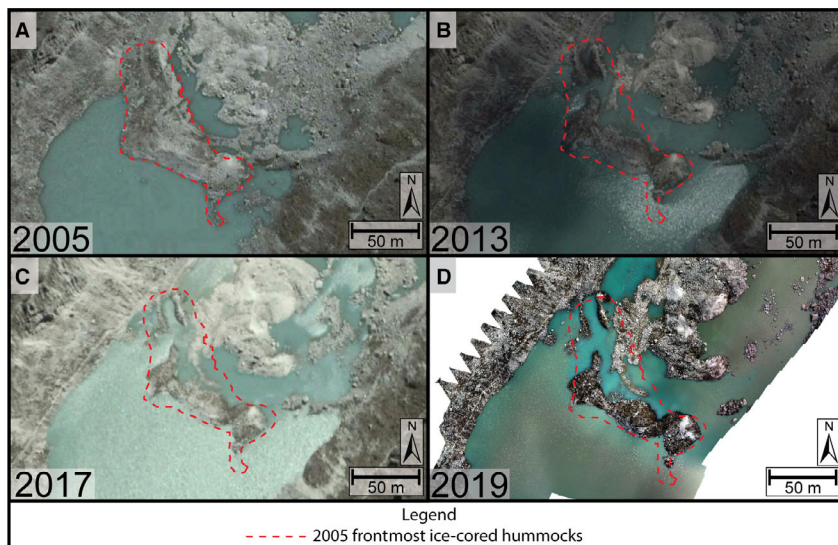 A
N
50 m
2005
B
N
50 m
2013
C
N
50 m
2017
D
N
50 m
2019
Legend
2005 frontmost ice-cored hummocks